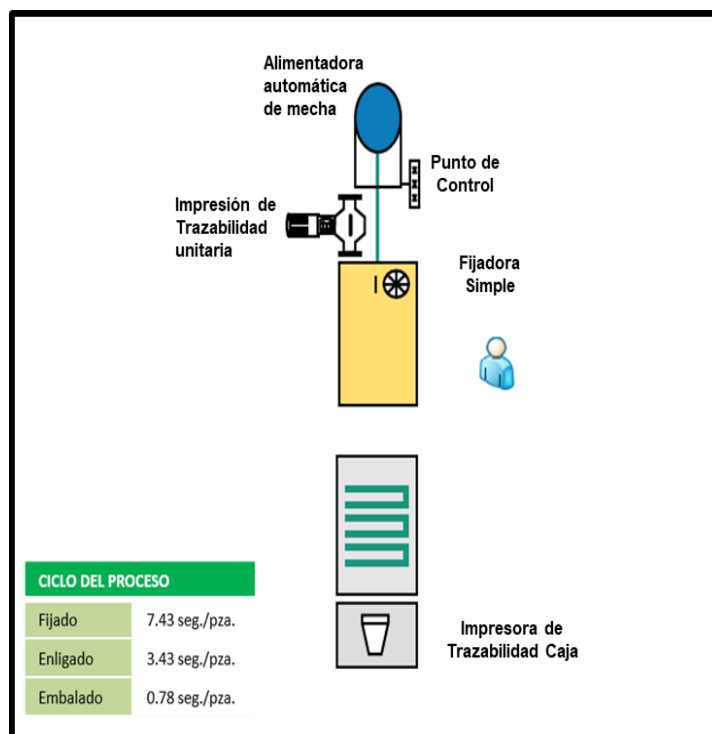 Alimentadora
automática
de mecha
Punto de
Control
Impresión de
Trazabilidad
unitaria
Fijadora
Simple
CICLO DEL PROCESO
Fijado 7.43 seg./pza.
Enligado 3.43 seg./pza.
Embalado 0.78 seg./pza.
Impresora de
Trazabilidad Caja